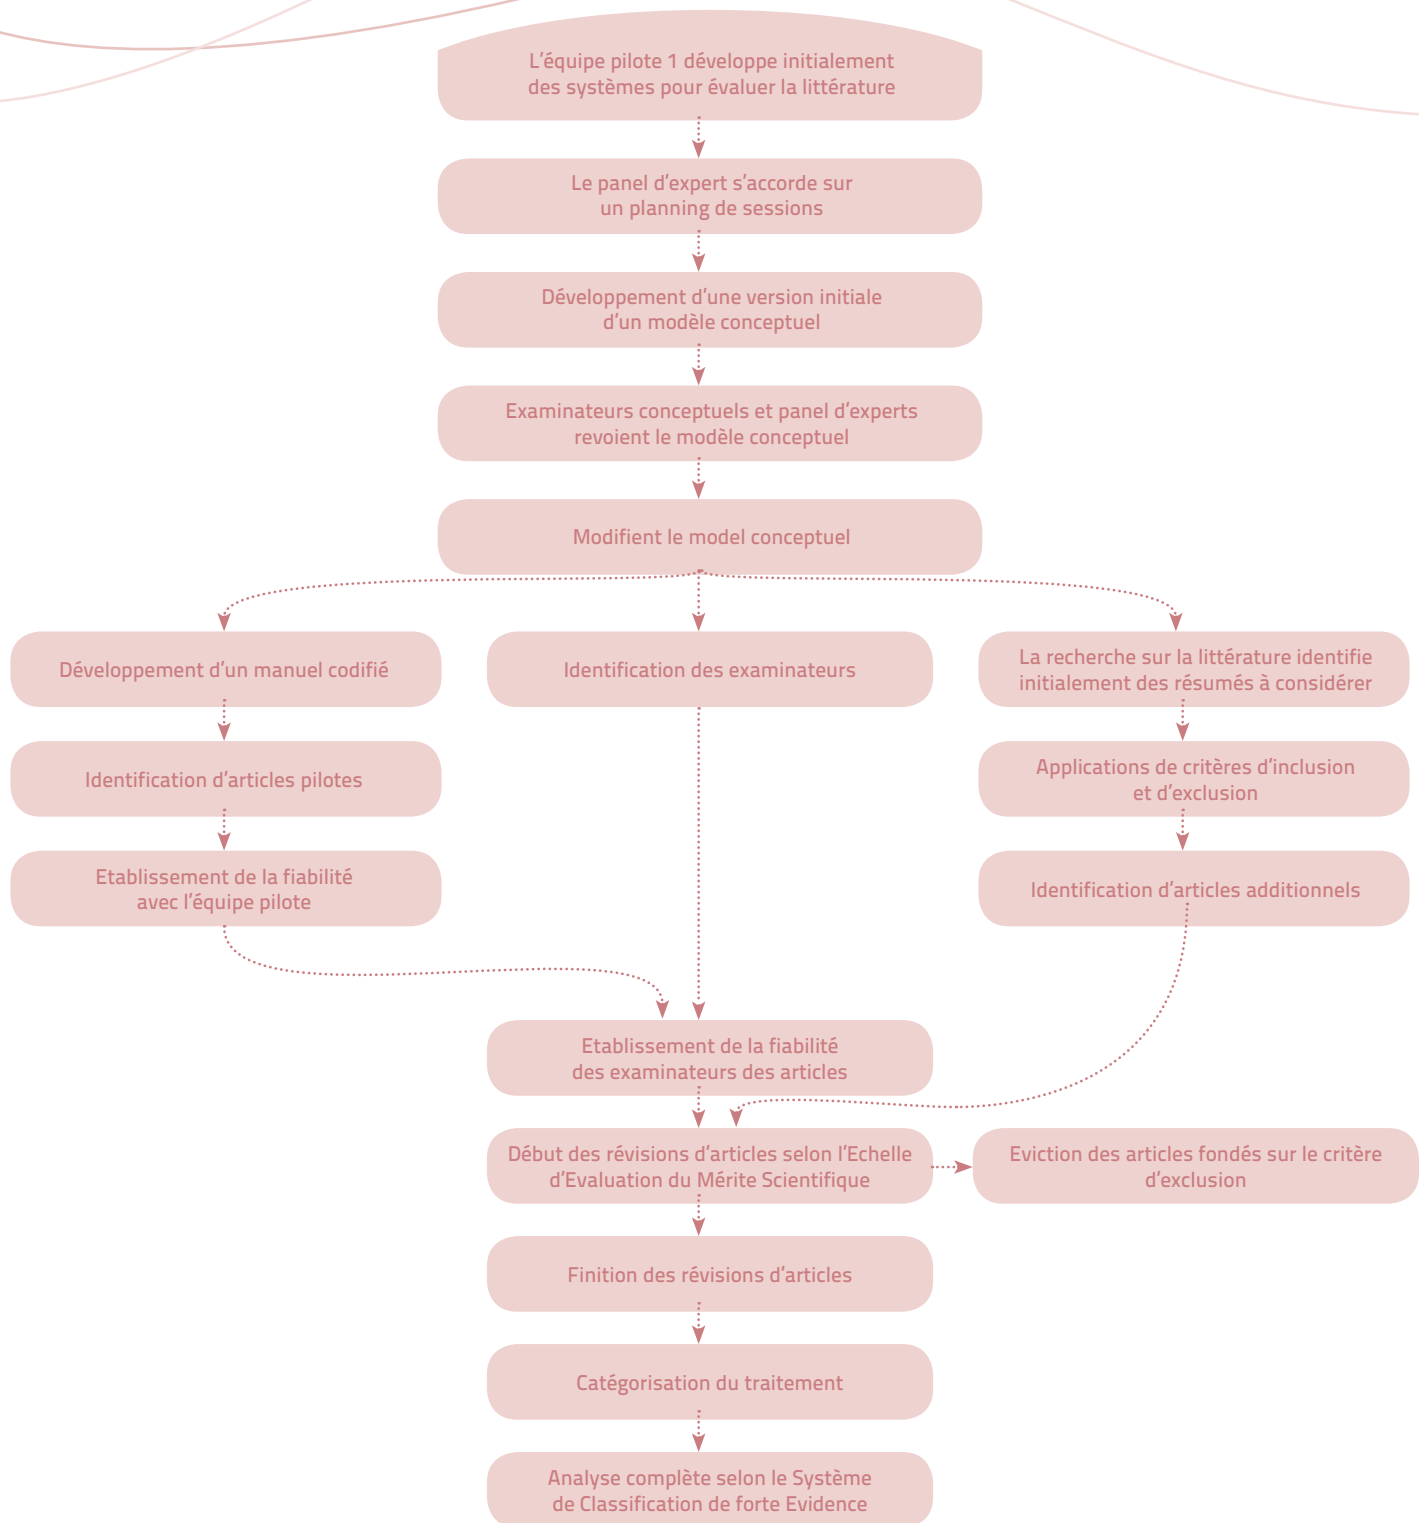 L'équipe pilote 1 développe initialement
des systèmes pour évaluer la littérature
Le panel d'expert s'accorde sur
un planning de sessions
Développement d'une version initiale
d'un modèle conceptuel
Examinateurs conceptuels et panel d'experts
revoient le modèle conceptuel
Modifient le model conceptuel
Développement d'un manuel codifié
Identification d'articles pilotes
Etablissement de la fiabilité
avec l'équipe pilote
Identification des examinateurs
La recherche sur la littérature identifie
initialement des résumés à considérer
Applications de critères d'inclusion
et d'exclusion
Identification d'articles additionnels
Etablissement de la fiabilité
des examinateurs des articles
Début des révisions d'articles selon l'Echelle
d'Evaluation du Mérite Scientifique
Eviction des articles fondés sur le critère
d'exclusion
Finition des révisions d'articles
Catégorisation du traitement
Analyse complète selon le Système
de Classification de forte Evidence